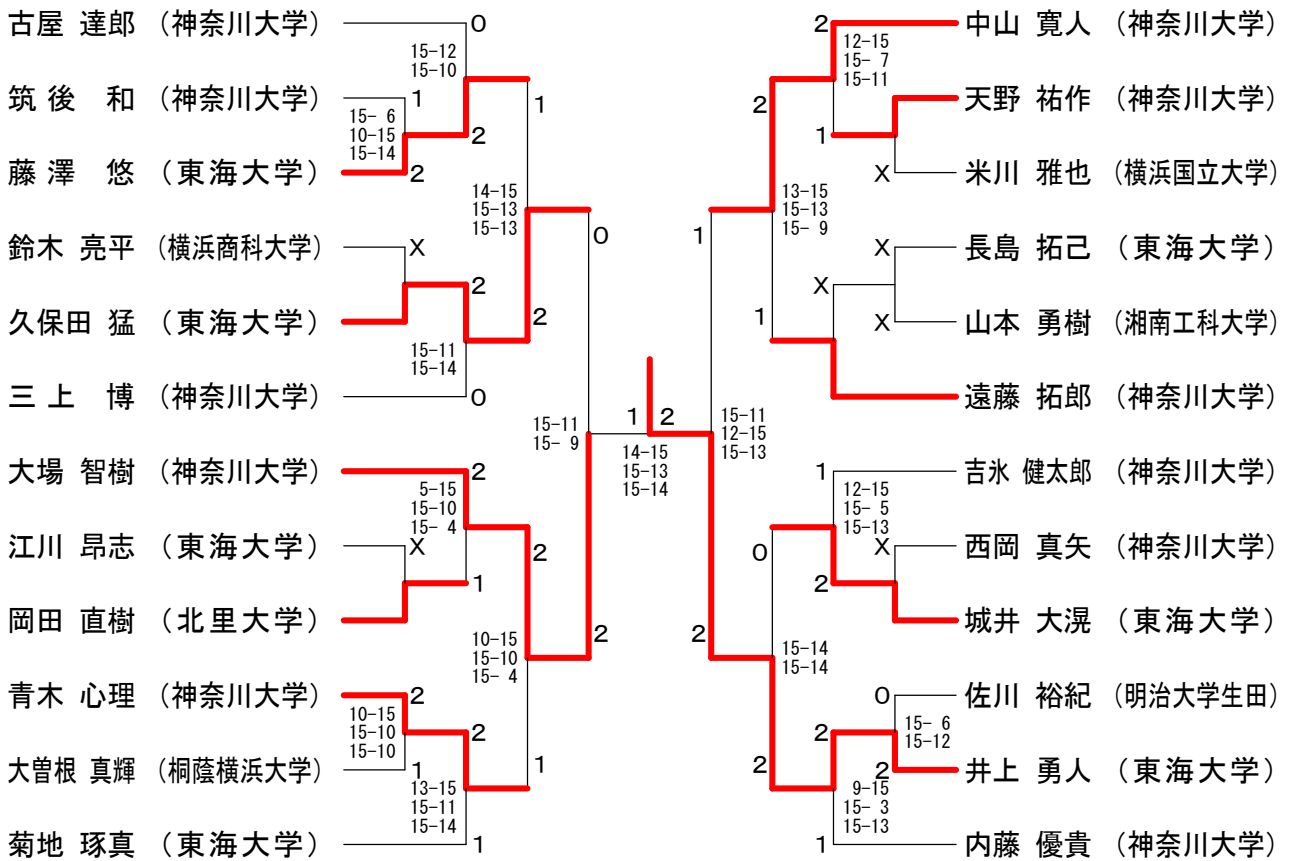 古屋 達郎 （神奈川大学） 0 2 中山 寛人 （神奈川大学）
15-12 12-15
15-10 15- 7
15-11
筑後 和 （神奈川大学） 1 1 2 天野 祐作 （神奈川大学）
15- 6
10-15 2 1
15-14
藤澤 悠 （東海大学） 2 X 米川 雅也 （横浜国立大学）
14-15 13-15
15-13 15-13
15-13 15- 9
鈴木 亮平 （横浜商科大学） X 0 1 X 長島 拓己 （東海大学）
2 X
久保田 猛 （東海大学） 2 1 X 山本 勇樹 （湘南工科大学）
15-11
15-14
三上 博 （神奈川大学） 0 遠藤 拓郎 （神奈川大学）
15-11 1 2 15-11
15- 9 12-15
14-15 15-13
15-13
15-14
大場 智樹 （神奈川大学） 2 1 吉氷 健太郎 （神奈川大学）
5-15 12-15
15-10 15- 5
15- 4 15-13
江川 昂志 （東海大学） X 2 0 X 西岡 真矢 （神奈川大学）
1 2
岡田 直樹 （北里大学） 2 2 城井 大滉 （東海大学）
10-15 15-14
15-10 15-14
15- 4
青木 心理 （神奈川大学） 2 0 佐川 裕紀 （明治大学生田）
10-15 15- 6
15-10 2 2 15-12
15-10
大曽根 真輝 （桐蔭横浜大学） 1 1 2 2 井上 勇人 （東海大学）
13-15 9-15
15-11 15- 3
15-14 15-13
菊地 琢真 （東海大学） 1 1 内藤 優貴 （神奈川大学）